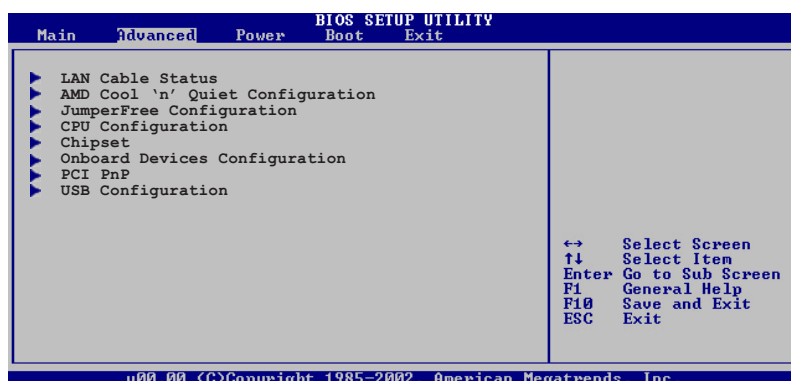 BIOS SETUP UTILITY
Main Advanced Power Boot Exit
LAN Cable Status
AMD Cool ‘n’ Quiet Configuration
JumperFree Configuration
CPU Configuration
Chipset
Onboard Devices Configuration
PCI PnP
USB Configuration
↔ Select Screen
↑↓ Select Item
Enter Go to Sub Screen
F1 General Help
F10 Save and Exit
ESC Exit
v00.00 (C)Copyright 1985-2002, American Megatrends, Inc.